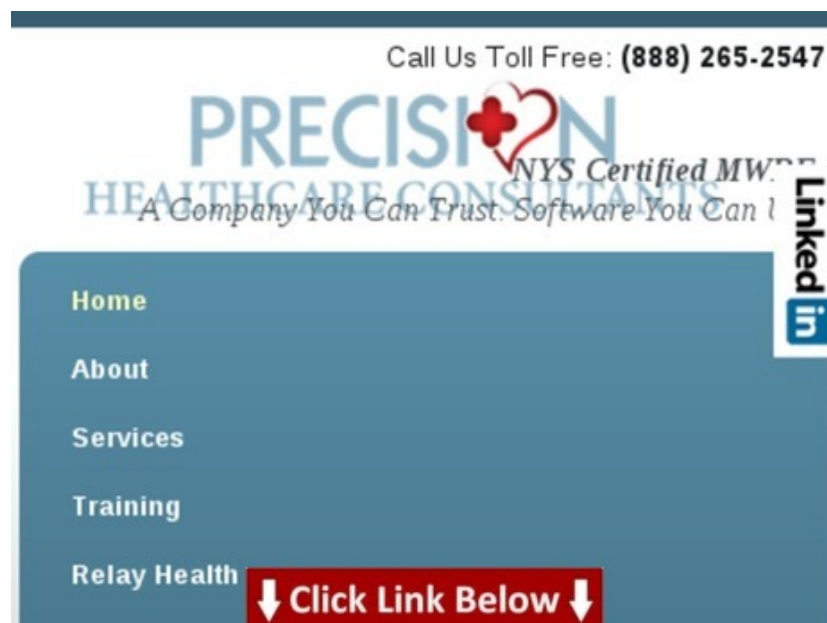 Call Us Toll Free: (888) 265-2547
PRECISION
NYS Certified
HEALTHCARE CONSULTANTS
A Company You Can Trust. Software You Can
Linked in
Home
About
Services
Training
Relay Health
Click Link Below